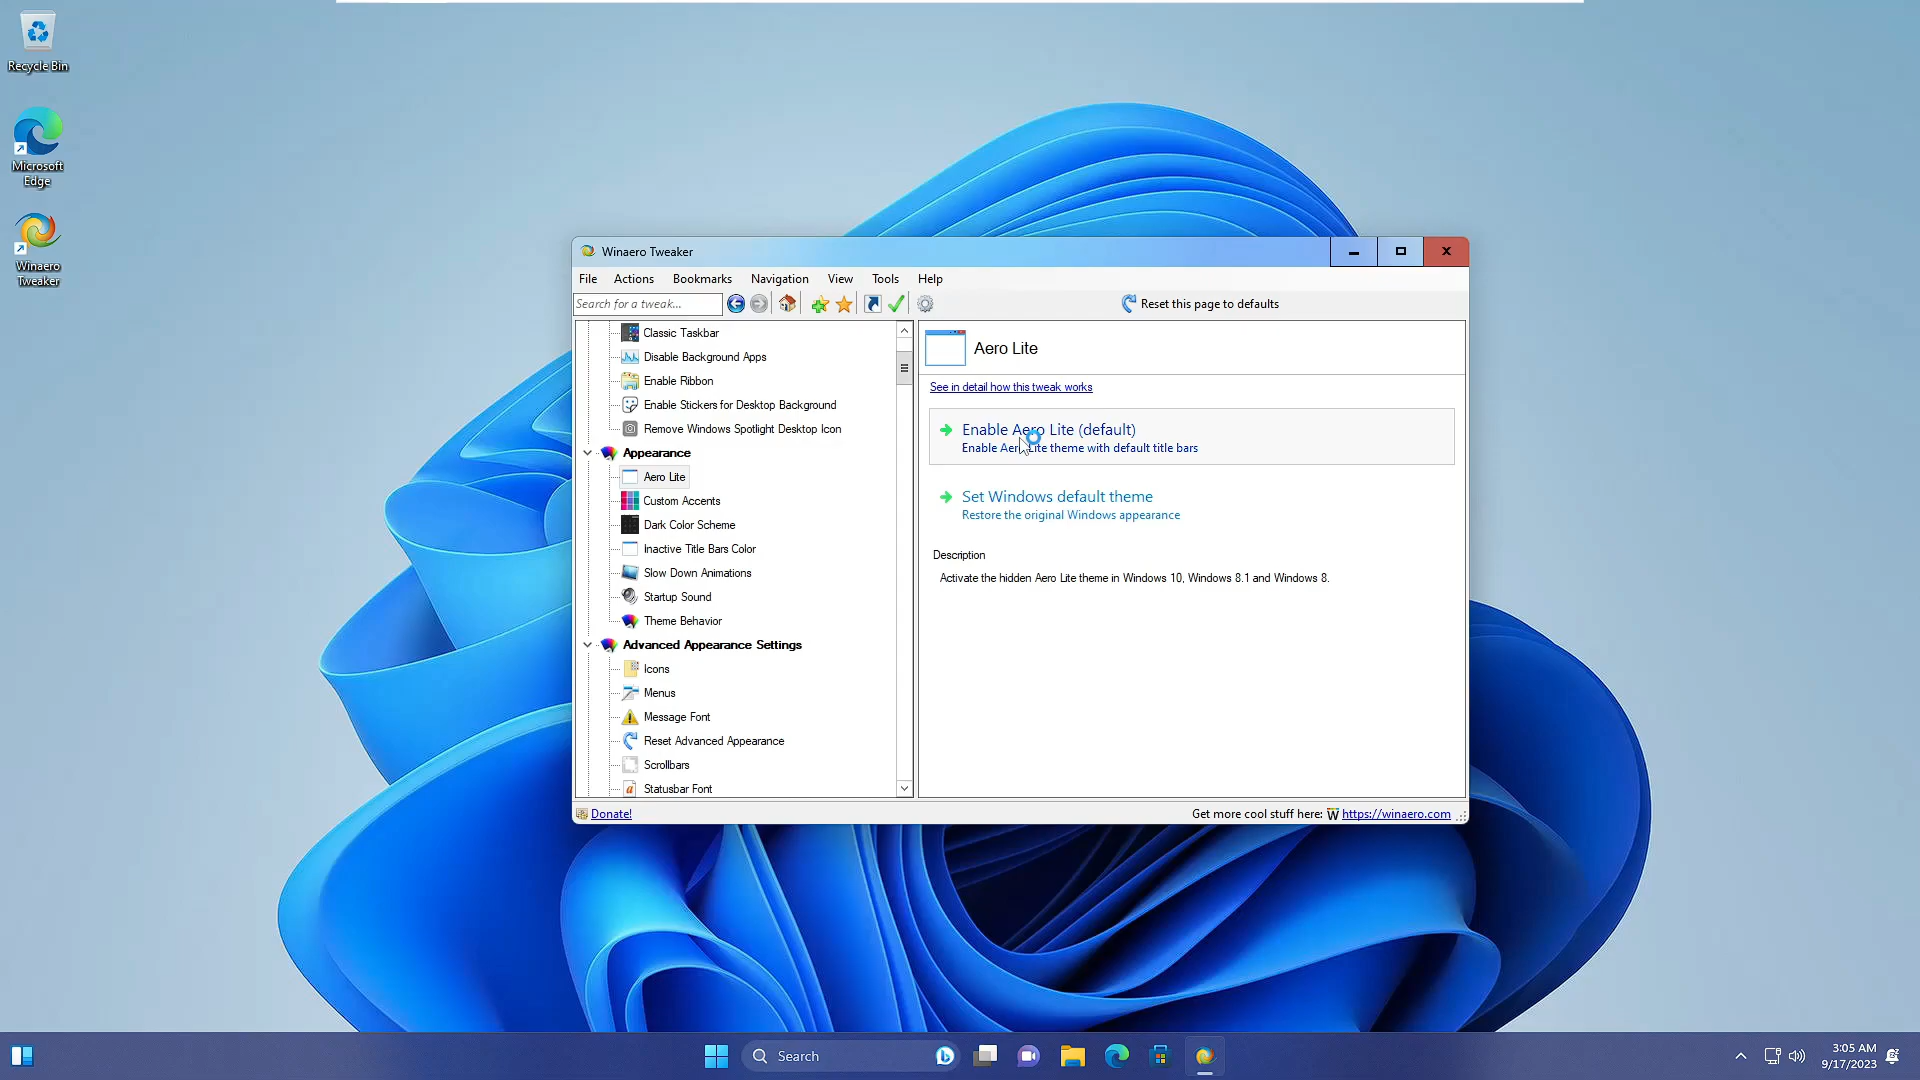 Recycle Bin
Microsoft
Edge
Winaero
Tweaker
Winaero Tweaker
File Actions Bookmarks Navigation View Tools Help
Search for a tweak...
Reset this page to defaults
Classic Taskbar
Disable Background Apps
Enable Ribbon
Enable Stickers for Desktop Background
Remove Windows Spotlight Desktop Icon
Appearance
Aero Lite
Custom Accents
Dark Color Scheme
Inactive Title Bars Color
Slow Down Animations
Startup Sound
Theme Behavior
Advanced Appearance Settings
Icons
Menus
Message Font
Reset Advanced Appearance
Scrollbars
Statusbar Font
Aero Lite
See in detail how this tweak works
Enable Aero Lite (default)
Enable Aero Lite theme with default title bars
Set Windows default theme
Restore the original Windows appearance
Description
Activate the hidden Aero Lite theme in Windows 10, Windows 8.1 and Windows 8.
Donate!
Get more cool stuff here: https://winaero.com
Search
3:05 AM
9/17/2023